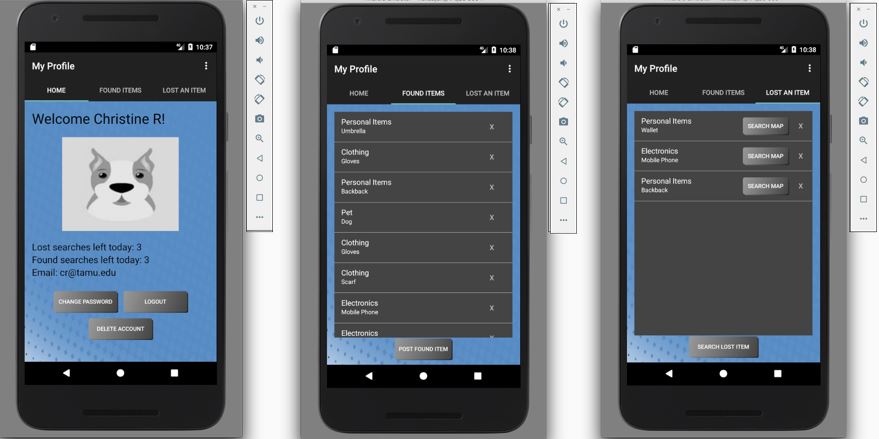 10:37
My Profile
HOME FOUND ITEMS LOST AN ITEM
Welcome Christine R!
Lost searches left today: 3
Found searches left today: 3
Email: cr@tamu.edu
CHANGE PASSWORD LOGOUT
DELETE ACCOUNT
10:38
My Profile
HOME FOUND ITEMS LOST AN ITEM
Personal Items
Umbrella
X
Clothing
Gloves
X
Personal Items
Backback
X
Pet
Dog
X
Clothing
Gloves
X
Clothing
Scarf
X
Electronics
Mobile Phone
X
Electronics
POST FOUND ITEM
10:38
My Profile
HOME FOUND ITEMS LOST AN ITEM
Personal Items
Wallet
SEARCH MAP X
Electronics
Mobile Phone
SEARCH MAP X
Personal Items
Backback
SEARCH MAP X
SEARCH LOST ITEM